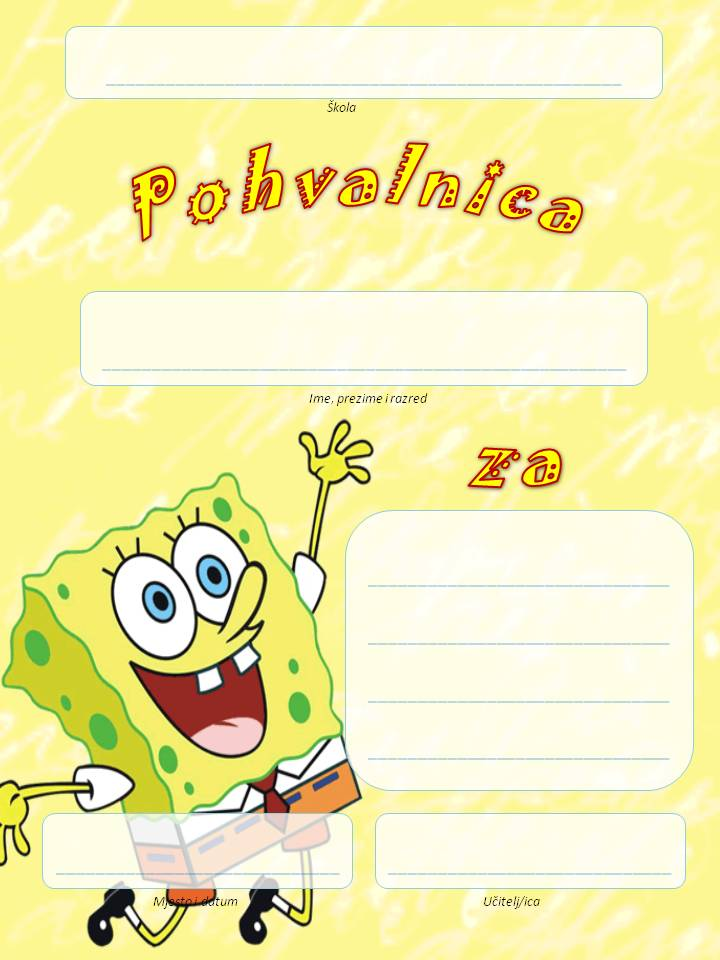 Škola
Pohvalnica
Ime, prezime i razred
za
Mjesto i datum
Učitelj/ica